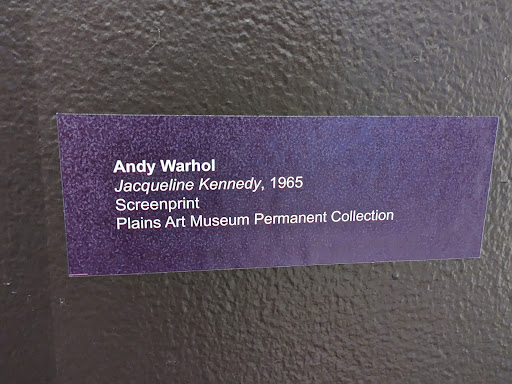 Andy Warhol
Jacqueline Kennedy, 1965
Screenprint
Plains Art Museum Permanent Collection